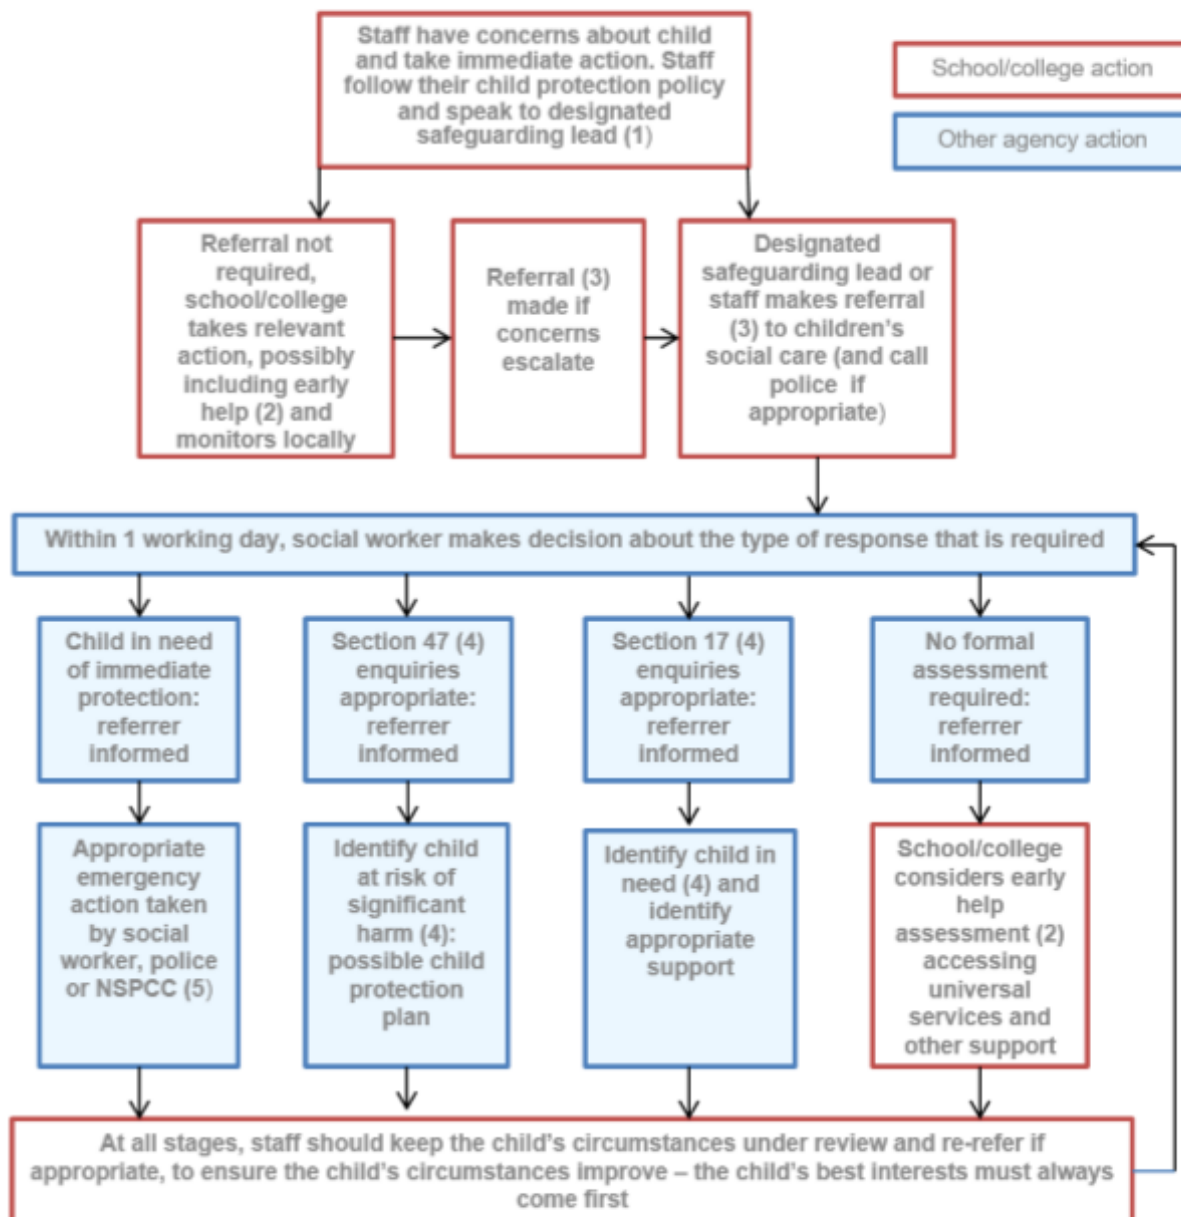 Staff have concerns about child
and take immediate action. Staff
follow their child protection policy
and speak to designated
safeguarding lead (1)
School/college action
Other agency action
Referral not
required,
school/college
takes relevant
action, possibly
including early
help (2) and
monitors locally
Referral (3)
made if
concerns
escalate
Designated
safeguarding lead or
staff makes referral
(3) to children's
social care (and call
police if
appropriate)
Within 1 working day, social worker makes decision about the type of response that is required
Child in need
of immediate
protection:
referrer
informed
Section 47 (4)
enquiries
appropriate:
referrer
informed
Section 17 (4)
enquiries
appropriate:
referrer
informed
No formal
assessment
required:
referrer
informed
Appropriate
emergency
action taken
by social
worker, police
or NSPCC (5)
Identify child
at risk of
significant
harm (4):
possible child
protection
plan
Identify child in
need (4) and
identify
appropriate
support
School/college
considers early
help
assessment (2)
accessing
universal
services and
other support
At all stages, staff should keep the child's circumstances under review and re-refer if
appropriate, to ensure the child's circumstances improve – the child's best interests must always
come first